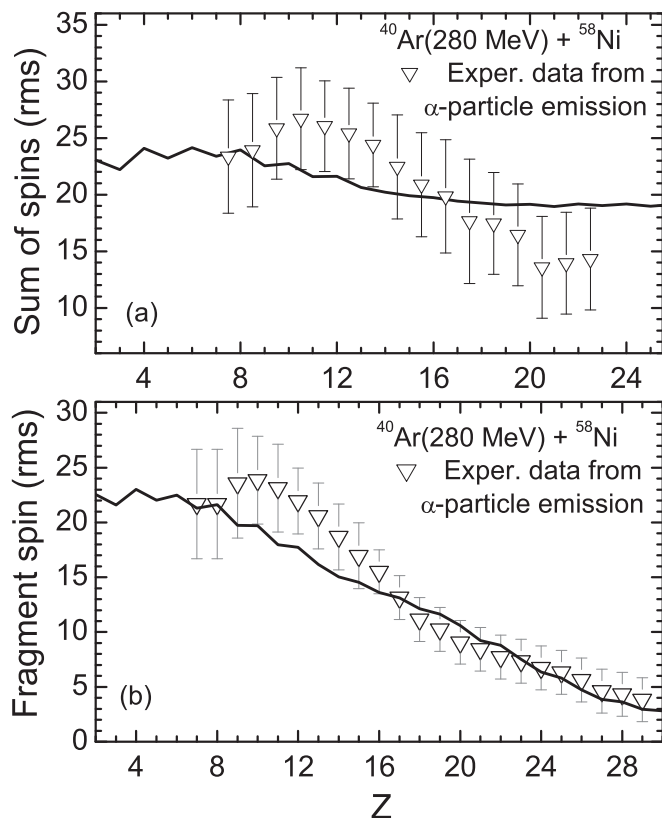 35
30
25
20
15
10
Sum of spins (rms)
⁴⁰Ar(280 MeV) + ⁵⁸Ni
▽ Exper. data from
α-particle emission
(a)
4 8 12 16 20 24
30
25
20
15
10
5
0
Fragment spin (rms)
⁴⁰Ar(280 MeV) + ⁵⁸Ni
▽ Exper. data from
α-particle emission
(b)
4 8 12 16 20 24 28
Z